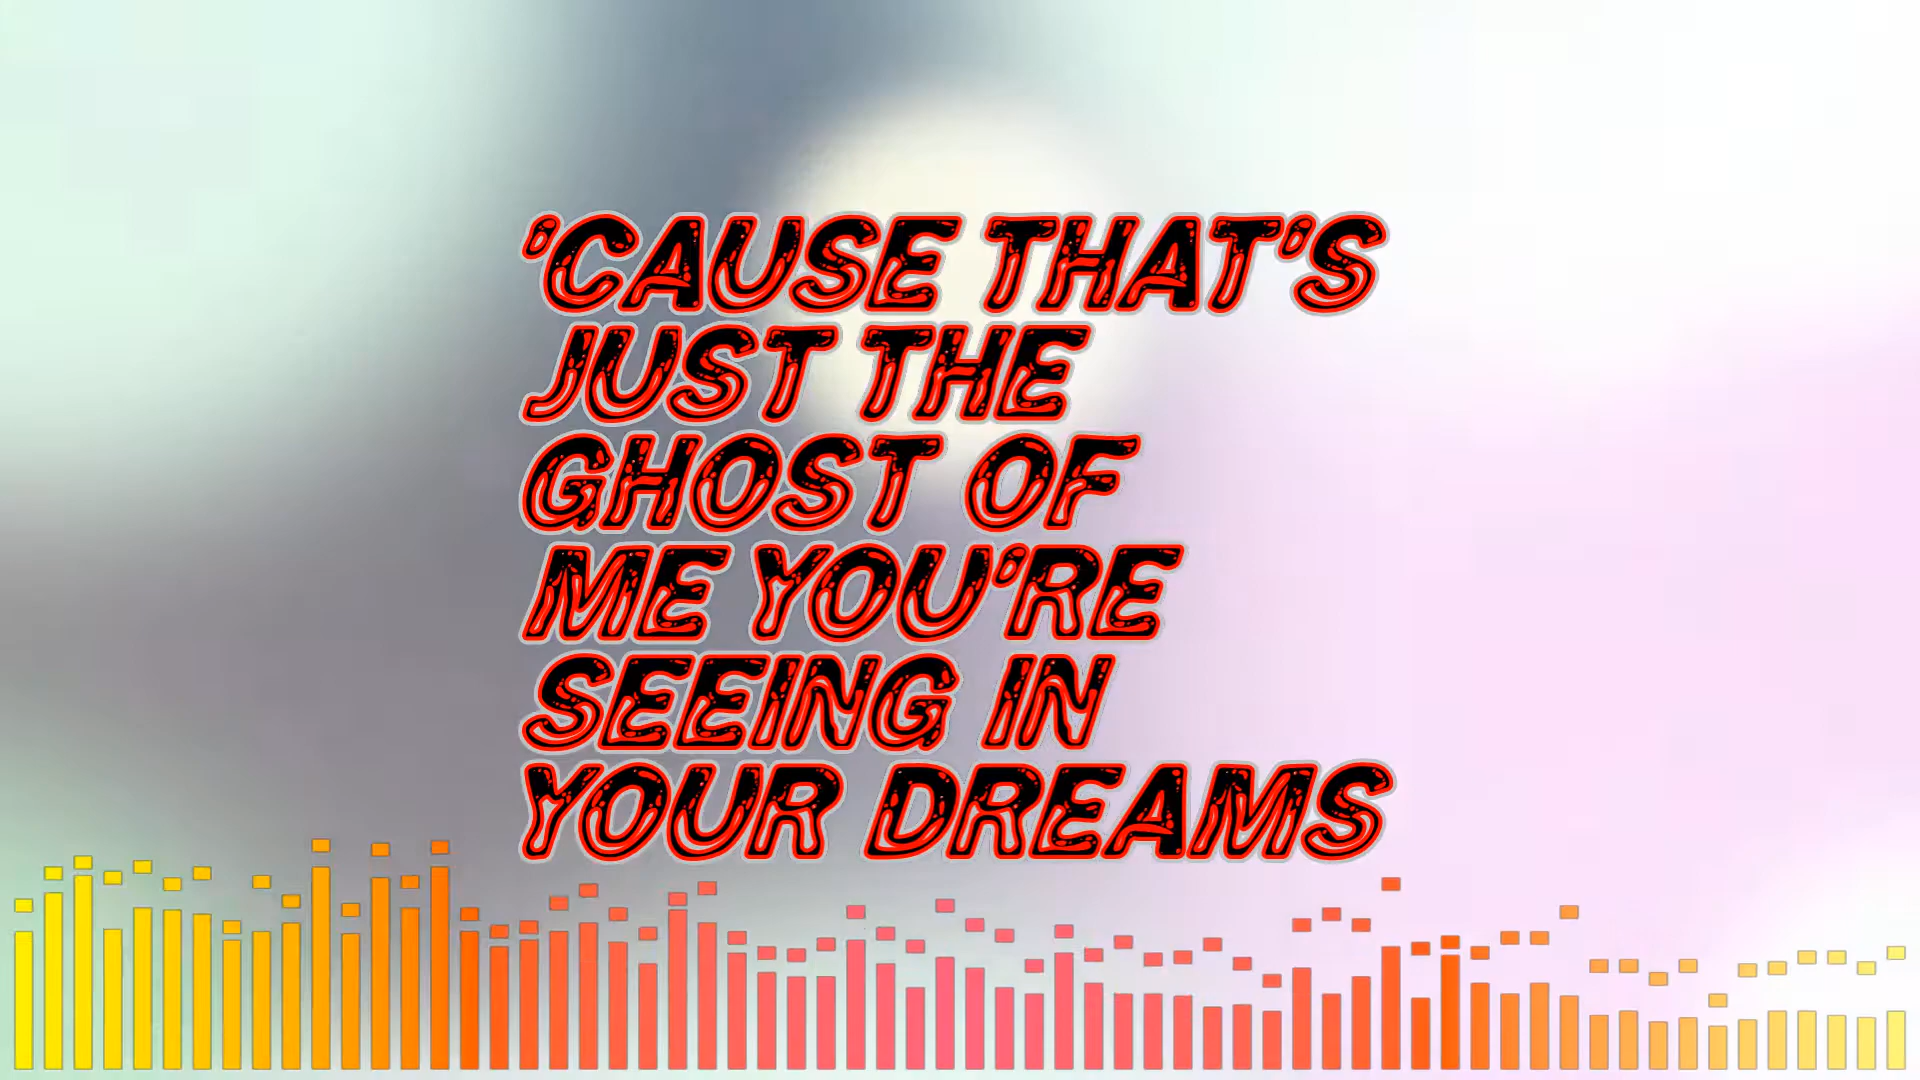 'CAUSE THAT'S
JUST THE
GHOST OF
ME YOU'RE
SEEING IN
YOUR DREAMS